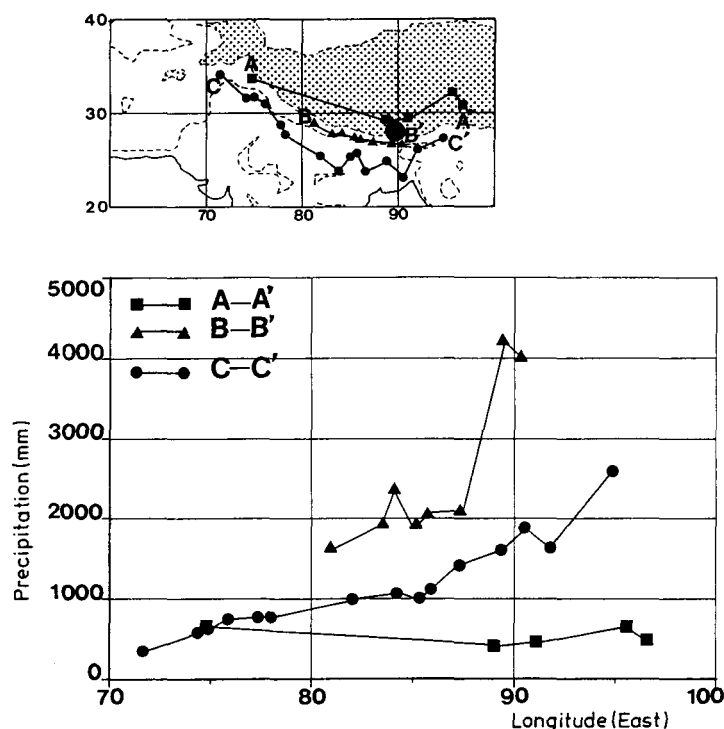 40
30
20
70
80
90
A
C
B
B
A
C
5000
4000
3000
2000
1000
0
Precipitation (mm)
A—A'
B—B'
C—C'
70
80
90
100
Longitude (East)